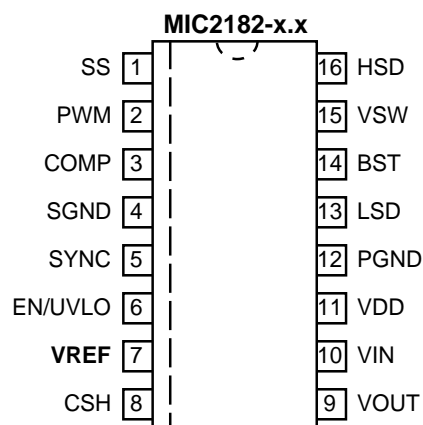 MIC2182-x.x
SS 1 16 HSD
PWM 2 15 VSW
COMP 3 14 BST
SGND 4 13 LSD
SYNC 5 12 PGND
EN/UVLO 6 11 VDD
VREF 7 10 VIN
CSH 8 9 VOUT